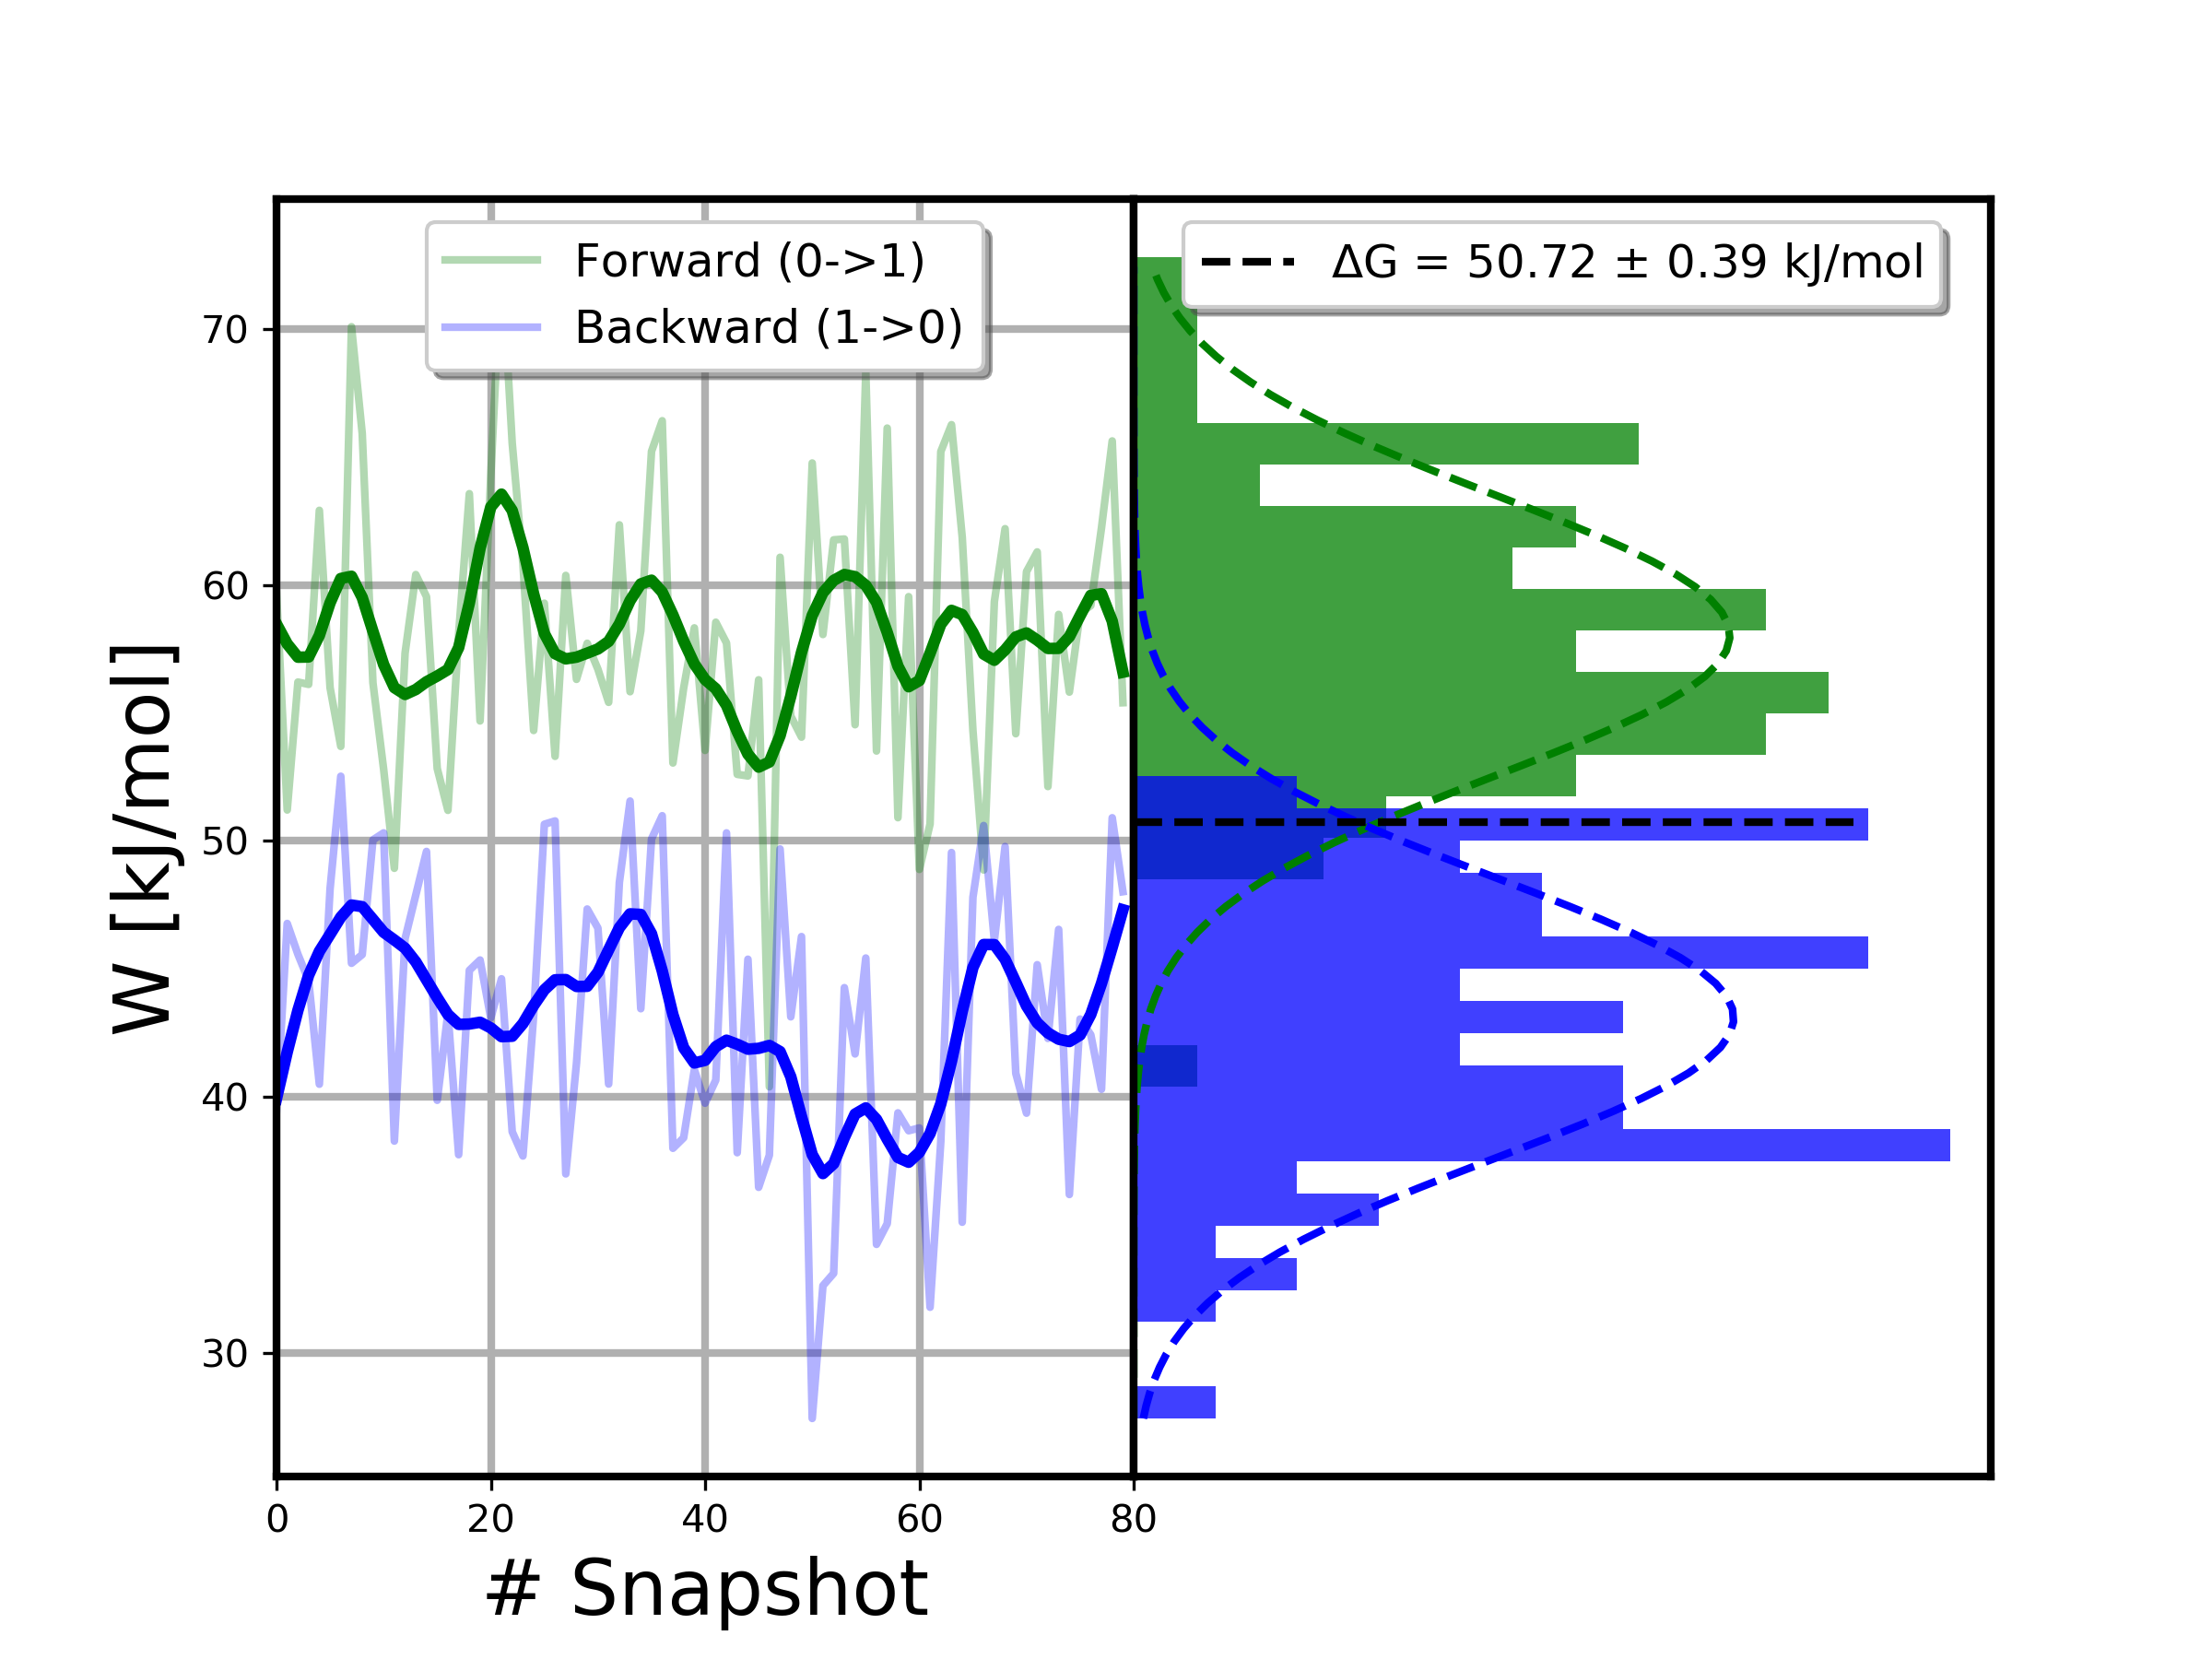 Forward (0->1)
Backward (1->0)
ΔG = 50.72 ± 0.39 kJ/mol
70
60
50
40
30
W [kJ/mol]
0
20
40
60
80
# Snapshot